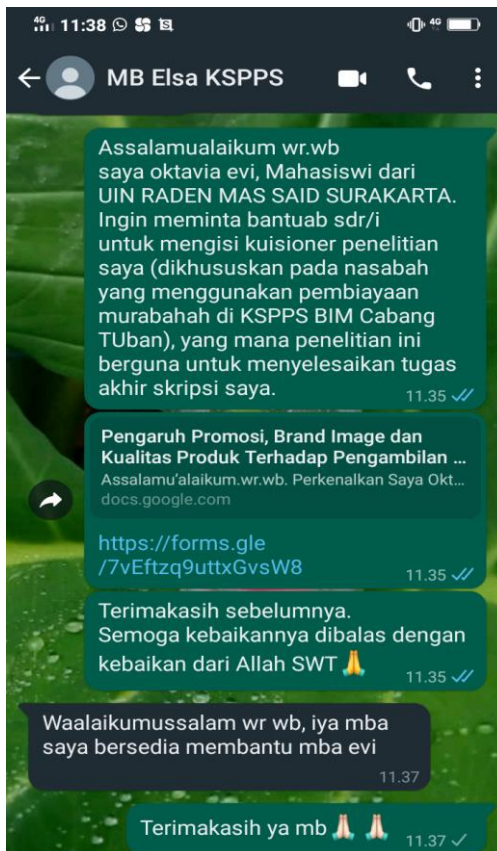 4G 11:38 4G
MB Elsa KSPPS
Assalamualaikum wr.wb
saya oktavia evi, Mahasiswi dari
UIN RADEN MAS SAID SURAKARTA.
Ingin meminta bantuab sdr/i
untuk mengisi kuisioner penelitian
saya (dikhususkan pada nasabah
yang menggunakan pembiayaan
murabahah di KSPPS BIM Cabang
TUban), yang mana penelitian ini
berguna untuk menyelesaikan tugas
akhir skripsi saya.
11.35
Pengaruh Promosi, Brand Image dan
Kualitas Produk Terhadap Pengambilan ...
Assalamu'alaikum.wr.wb. Perkenalkan Saya Okt...
docs.google.com
https://forms.gle
/7vEftzq9uttxGvsW8
11.35
Terimakasih sebelumnya.
Semoga kebaikannya dibalas dengan
kebaikan dari Allah SWT 🙏
11.35
Waalaikumussalam wr wb, iya mba
saya bersedia membantu mba evi
11.37
Terimakasih ya mb 🙏🏻 🙏🏻
11.37